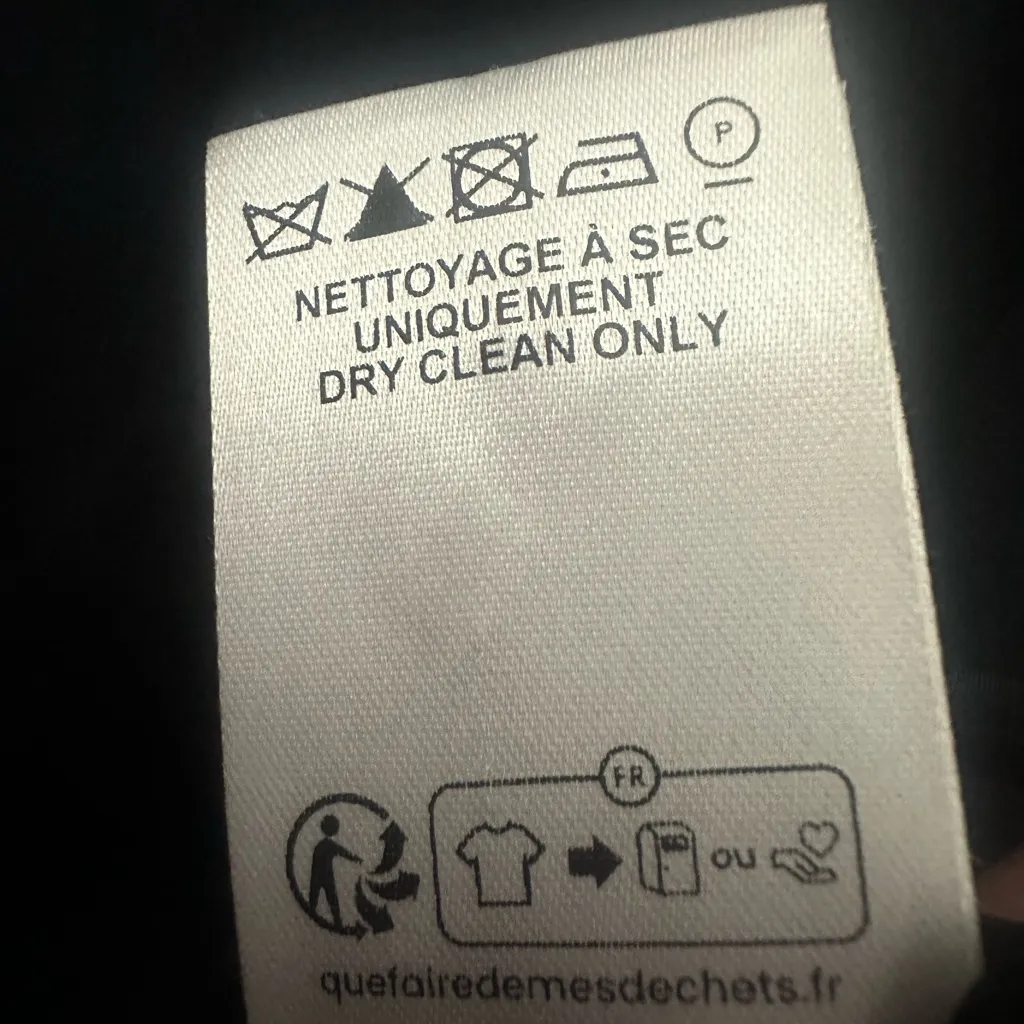 P
NETTOYAGE À SEC
UNIQUEMENT
DRY CLEAN ONLY
FR
ou
quefairedemesdechets.fr